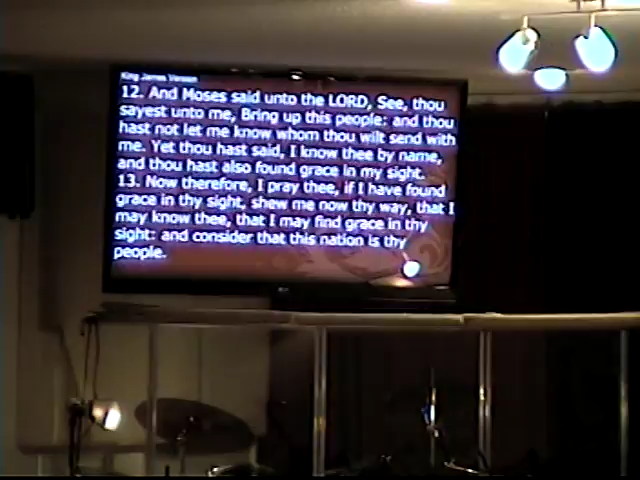 King James Version
12. And Moses said unto the LORD, See, thou
sayest unto me, Bring up this people: and thou
hast not let me know whom thou wilt send with
me. Yet thou hast said, I know thee by name,
and thou hast also found grace in my sight.
13. Now therefore, I pray thee, if I have found
grace in thy sight, shew me now thy way, that I
may know thee, that I may find grace in thy
sight: and consider that this nation is thy
people.